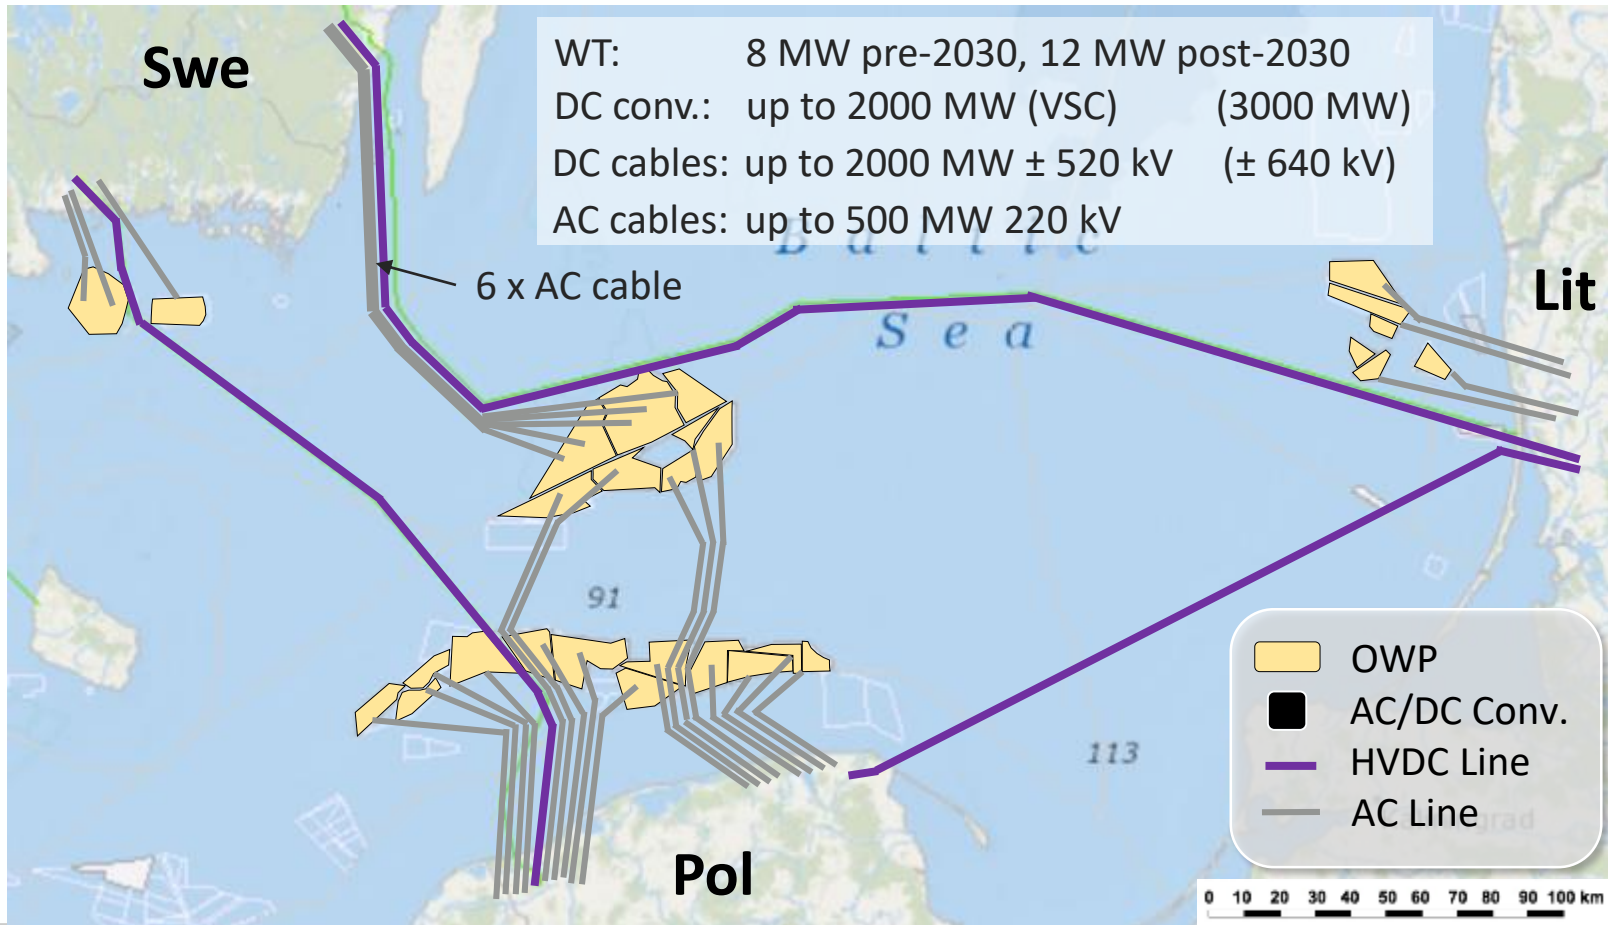 Swe
WT: 8 MW pre-2030, 12 MW post-2030
DC conv.: up to 2000 MW (VSC) (3000 MW)
DC cables: up to 2000 MW ± 520 kV (± 640 kV)
AC cables: up to 500 MW 220 kV
Baltic
6 x AC cable
Lit
Sea
91
OWP
AC/DC Conv.
113
HVDC Line
AC Line
Pol
0 10 20 30 40 50 60 70 80 90 100 km